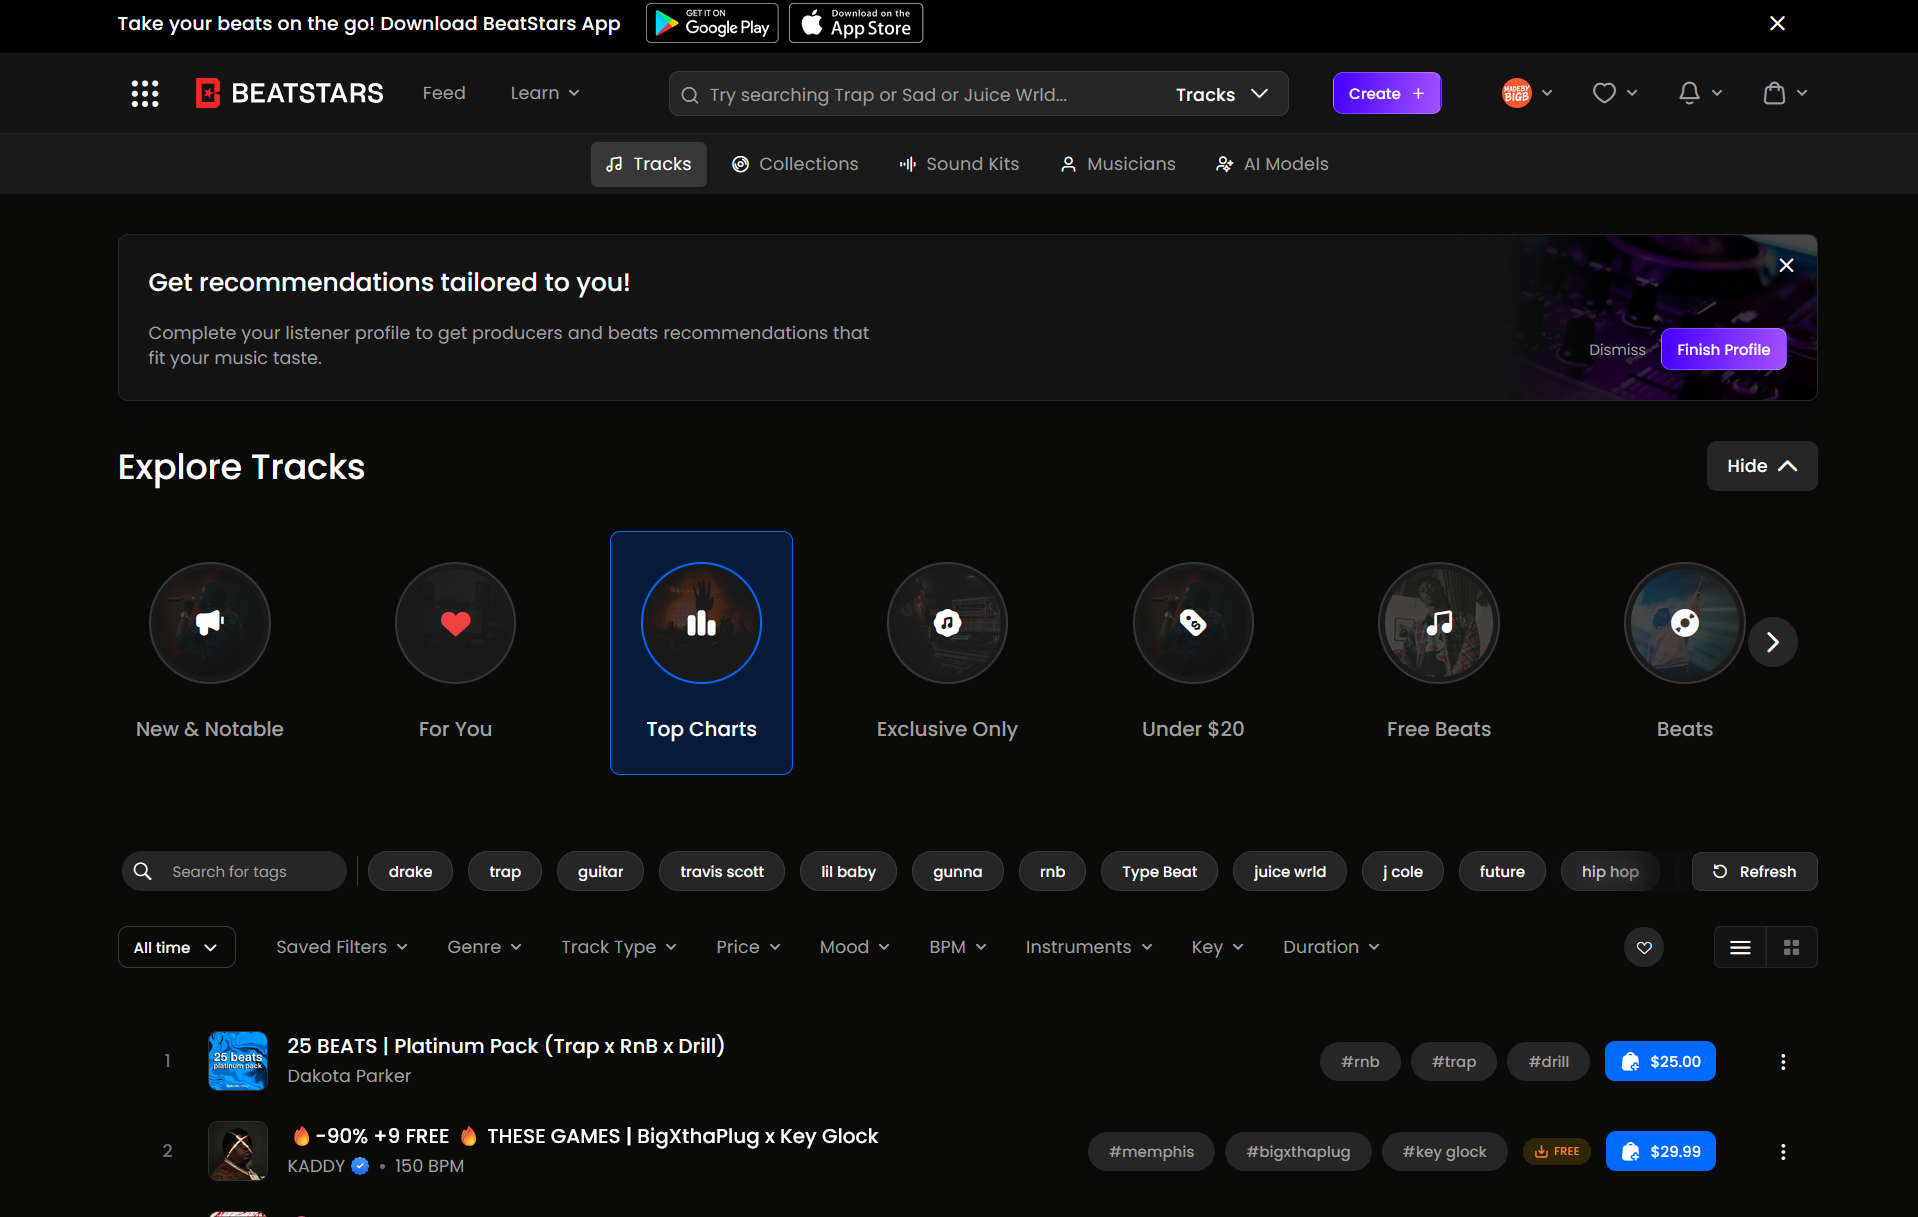 Take your beats on the go! Download BeatStars App
GET IT ON
Google Play
Download on the
App Store
BEATSTARS
Feed
Learn
Try searching Trap or Sad or Juice Wrld...
Tracks
Create +
MADE BY
BIGB
Tracks
Collections
Sound Kits
Musicians
AI Models
Get recommendations tailored to you!
Complete your listener profile to get producers and beats recommendations that
fit your music taste.
Dismiss
Finish Profile
Explore Tracks
Hide
New & Notable
For You
Top Charts
Exclusive Only
Under $20
Free Beats
Beats
Search for tags
drake
trap
guitar
travis scott
lil baby
gunna
rnb
Type Beat
juice wrld
j cole
future
hip hop
Refresh
All time
Saved Filters
Genre
Track Type
Price
Mood
BPM
Instruments
Key
Duration
1
25 beats
platinum pack
25 BEATS | Platinum Pack (Trap x RnB x Drill)
Dakota Parker
#rnb
#trap
#drill
$25.00
2
🔥-90% +9 FREE 🔥 THESE GAMES | BigXthaPlug x Key Glock
KADDY • 150 BPM
#memphis
#bigxthaplug
#key glock
FREE
$29.99